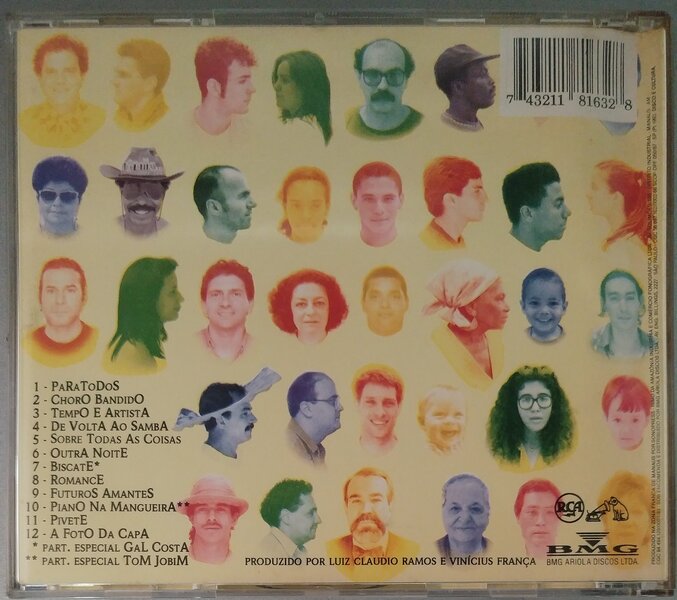 7 43211 81632 8
1 - PaRaToDoS
2 - ChorO BandidO
3 - TempO E ArtistA
4 - De VoltA Ao SambA
5 - Sobre Todas As Coisas
6 - OutrA NoitE
7 - BiscatE*
8 - RomancE
9 - FuturoS AmanteS
10 - PianO Na MangueirA**
11 - PivetE
12 - A FotO Da CapA
* part. especial GaL CostA
** part. especial ToM JobiM
PRODUZIDO POR LUIZ CLAUDIO RAMOS E VINÍCIUS FRANÇA
RCA
BMG
BMG ARIOLA DISCOS LTDA.